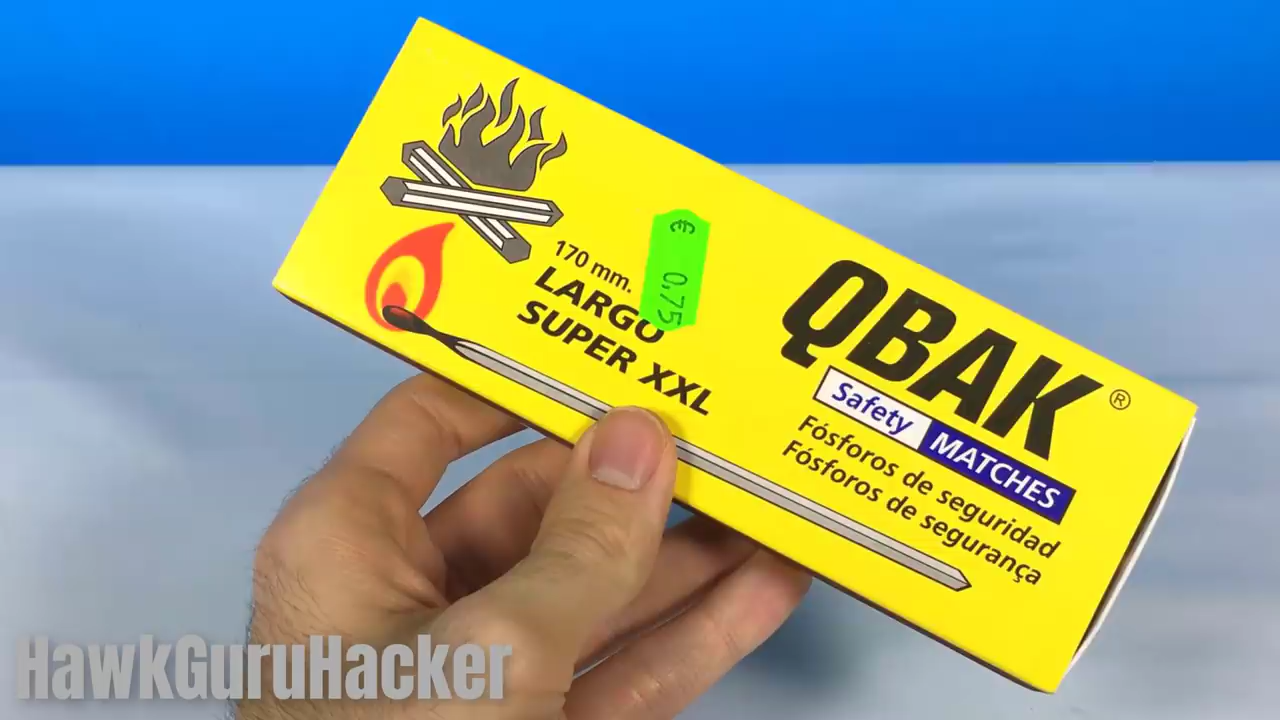 170 mm.
LARGO
SUPER XXL
€ 0.75
QBAK®
Safety MATCHES
Fósforos de seguridad
Fósforos de segurança
HawkGuruHacker